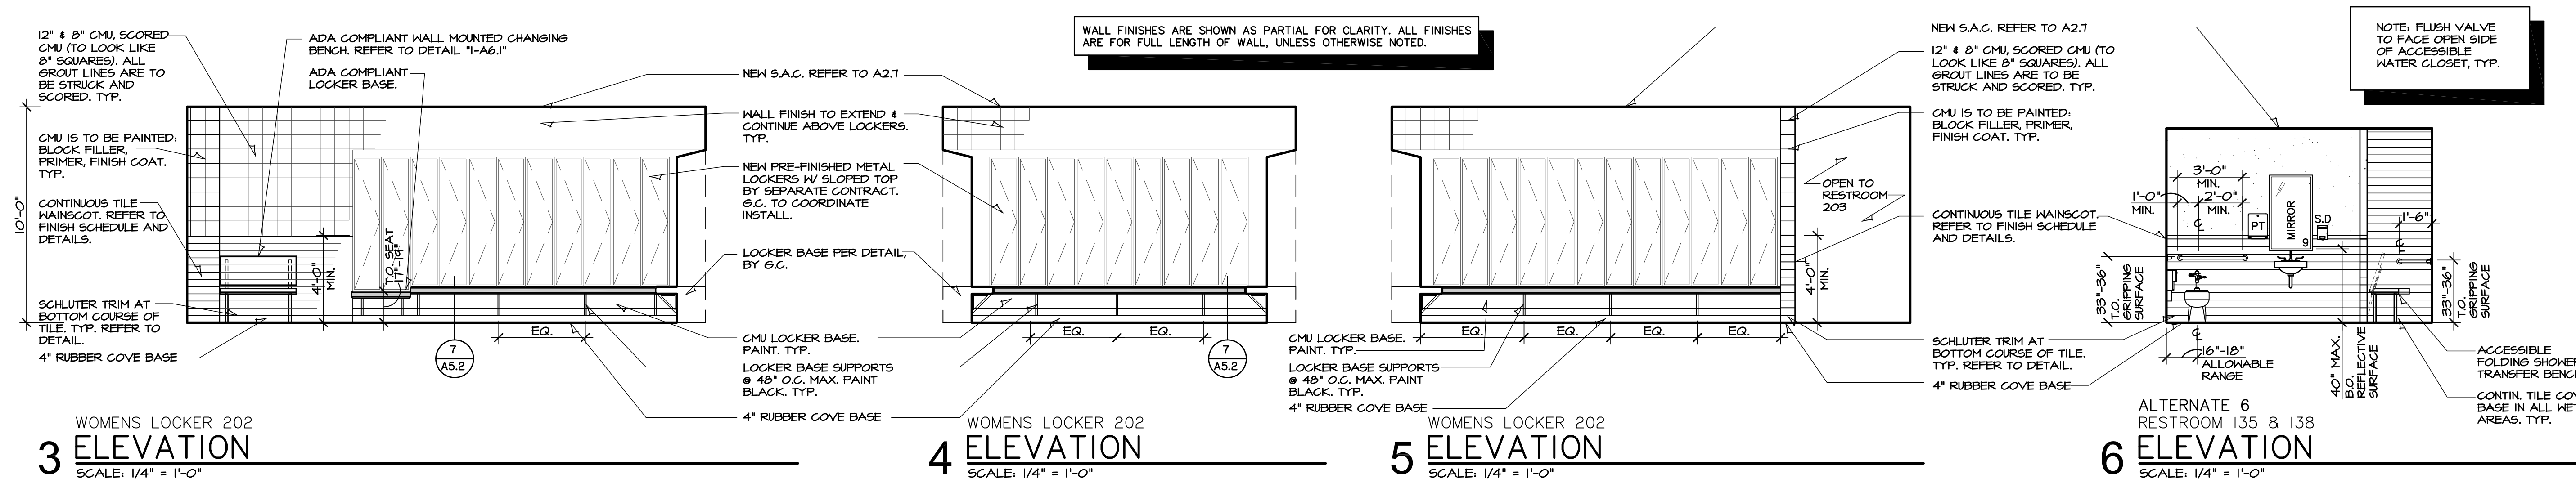 12" & 8" CMU, SCORED
CMU (TO LOOK LIKE
8" SQUARES). ALL
GROUT LINES ARE TO
BE STRUCK AND
SCORED. TYP.
CMU IS TO BE PAINTED:
BLOCK FILLER,
PRIMER, FINISH COAT.
TYP.
CONTINUOUS TILE
WAINSCOT. REFER TO
FINISH SCHEDULE AND
DETAILS.
SCHLUTER TRIM AT
BOTTOM COURSE OF
TILE. TYP. REFER TO
DETAIL.
4" RUBBER COVE BASE
10'-0"
ADA COMPLIANT WALL MOUNTED CHANGING
BENCH. REFER TO DETAIL "1-A6.1"
ADA COMPLIANT
LOCKER BASE.
4'-0"
MIN.
T.O. SEAT
17"-19"
EQ.
7
A5.2
3
WOMENS LOCKER 202
ELEVATION
SCALE: 1/4" = 1'-0"
NEW S.A.C. REFER TO A2.7
WALL FINISH TO EXTEND &
CONTINUE ABOVE LOCKERS.
TYP.
NEW PRE-FINISHED METAL
LOCKERS W/ SLOPED TOP
BY SEPARATE CONTRACT.
G.C. TO COORDINATE
INSTALL.
LOCKER BASE PER DETAIL,
BY G.C.
CMU LOCKER BASE.
PAINT. TYP.
LOCKER BASE SUPPORTS
@ 48" O.C. MAX. PAINT
BLACK. TYP.
4" RUBBER COVE BASE
WALL FINISHES ARE SHOWN AS PARTIAL FOR CLARITY. ALL FINISHES
ARE FOR FULL LENGTH OF WALL, UNLESS OTHERWISE NOTED.
EQ.
EQ.
7
A5.2
4
WOMENS LOCKER 202
ELEVATION
SCALE: 1/4" = 1'-0"
CMU LOCKER BASE.
PAINT. TYP.
LOCKER BASE SUPPORTS
@ 48" O.C. MAX. PAINT
BLACK. TYP.
4" RUBBER COVE BASE
EQ.
EQ.
EQ.
EQ.
4'-0"
MIN.
OPEN TO
RESTROOM
203
5
WOMENS LOCKER 202
ELEVATION
SCALE: 1/4" = 1'-0"
NEW S.A.C. REFER TO A2.7
12" & 8" CMU, SCORED CMU (TO
LOOK LIKE 8" SQUARES). ALL
GROUT LINES ARE TO BE
STRUCK AND SCORED. TYP.
CMU IS TO BE PAINTED:
BLOCK FILLER, PRIMER,
FINISH COAT. TYP.
CONTINUOUS TILE WAINSCOT.
REFER TO FINISH SCHEDULE
AND DETAILS.
SCHLUTER TRIM AT
BOTTOM COURSE OF TILE.
TYP. REFER TO DETAIL.
4" RUBBER COVE BASE
NOTE: FLUSH VALVE
TO FACE OPEN SIDE
OF ACCESSIBLE
WATER CLOSET, TYP.
3'-0"
MIN.
1'-0"
MIN.
2'-0"
MIN.
PT
MIRROR
9
S.D
1'-6"
33"-36"
T.O.
GRIPPING
SURFACE
33"-36"
T.O.
GRIPPING
SURFACE
16"-18"
ALLOWABLE
RANGE
40" MAX.
B.O.
REFLECTIVE
SURFACE
ACCESSIBLE
FOLDING SHOWER
TRANSFER BENC
CONTIN. TILE COV
BASE IN ALL WET
AREAS. TYP.
6
ALTERNATE 6
RESTROOM 135 & 138
ELEVATION
SCALE: 1/4" = 1'-0"